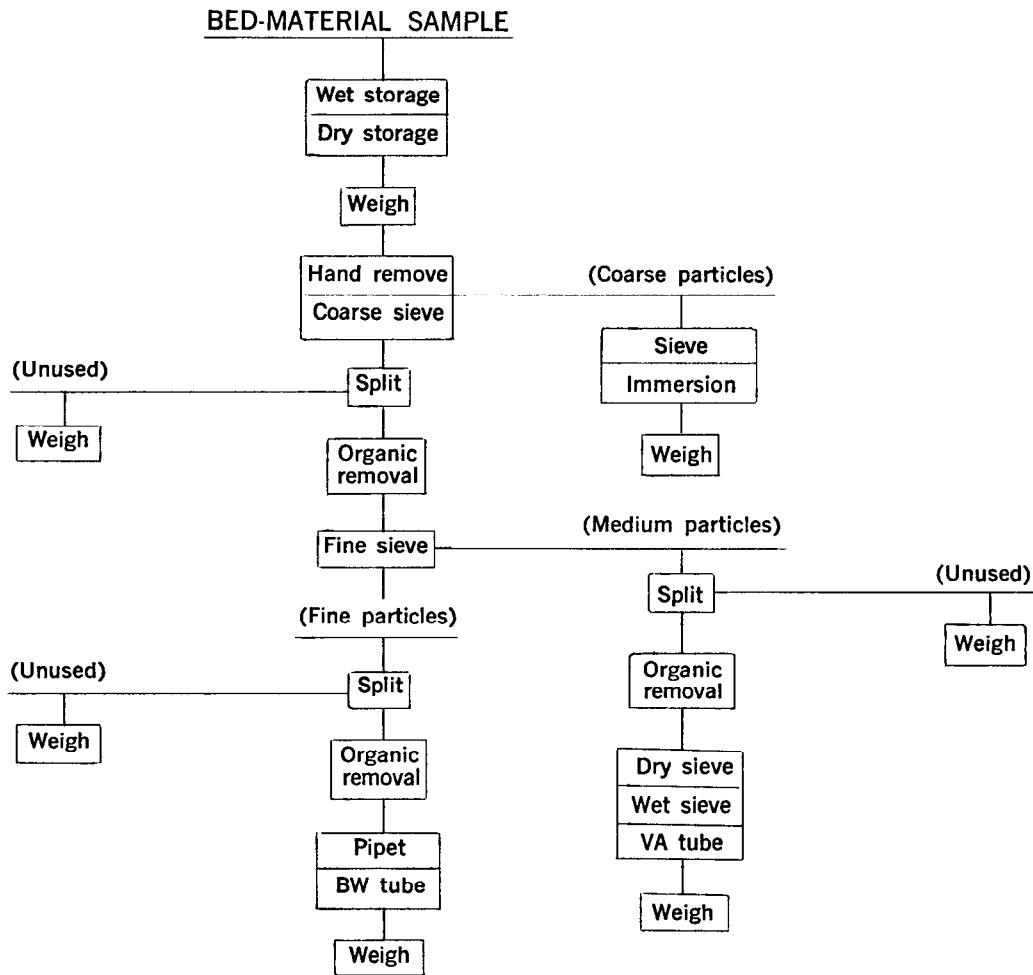 BED-MATERIAL SAMPLE
Wet storage
Dry storage
Weigh
Hand remove
Coarse sieve
(Coarse particles)
Sieve
Immersion
Weigh
Split
(Unused)
Weigh
Organic
removal
Fine sieve
(Medium particles)
Split
(Unused)
Weigh
Organic
removal
Dry sieve
Wet sieve
VA tube
Weigh
(Fine particles)
Split
(Unused)
Weigh
Organic
removal
Pipet
BW tube
Weigh